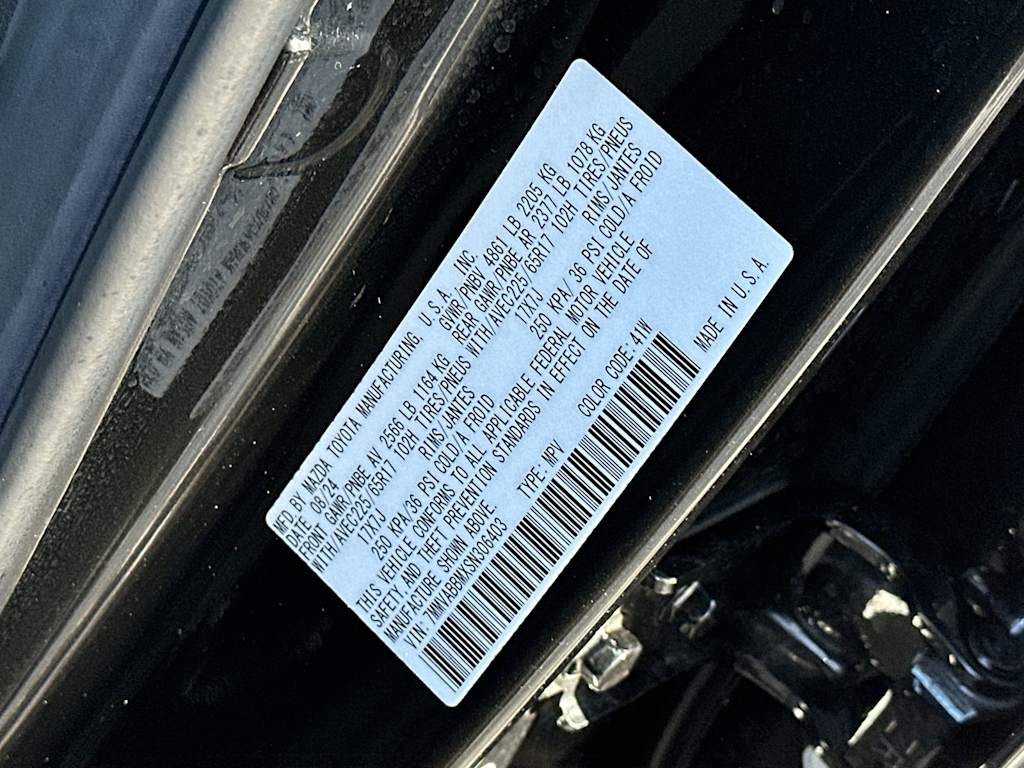 MFD BY MAZDA TOYOTA MANUFACTURING, U.S.A., INC.
DATE 06/24 GVWR/PNBV 4861 LB 2205 KG
FRONT GAWR/PNBE AV 2566 LB 1164 KG REAR GAWR/PNBE AR 2377 LB 1078 KG
WITH/AVEC225/65R17 102H TIRES/PNEUS WITH/AVEC225/65R17 102H TIRES/PNEUS
17X7J RIMS/JANTES 17X7J RIMS/JANTES
250 KPA/36 PSI COLD/A FROID 250 KPA/36 PSI COLD/A FROID
THIS VEHICLE CONFORMS TO ALL APPLICABLE FEDERAL MOTOR VEHICLE
SAFETY AND THEFT PREVENTION STANDARDS IN EFFECT ON THE DATE OF
MANUFACTURE SHOWN ABOVE
VIN: 7MMVABBMXSN306403 TYPE: MPV COLOR CODE: 41W
MADE IN U.S.A.